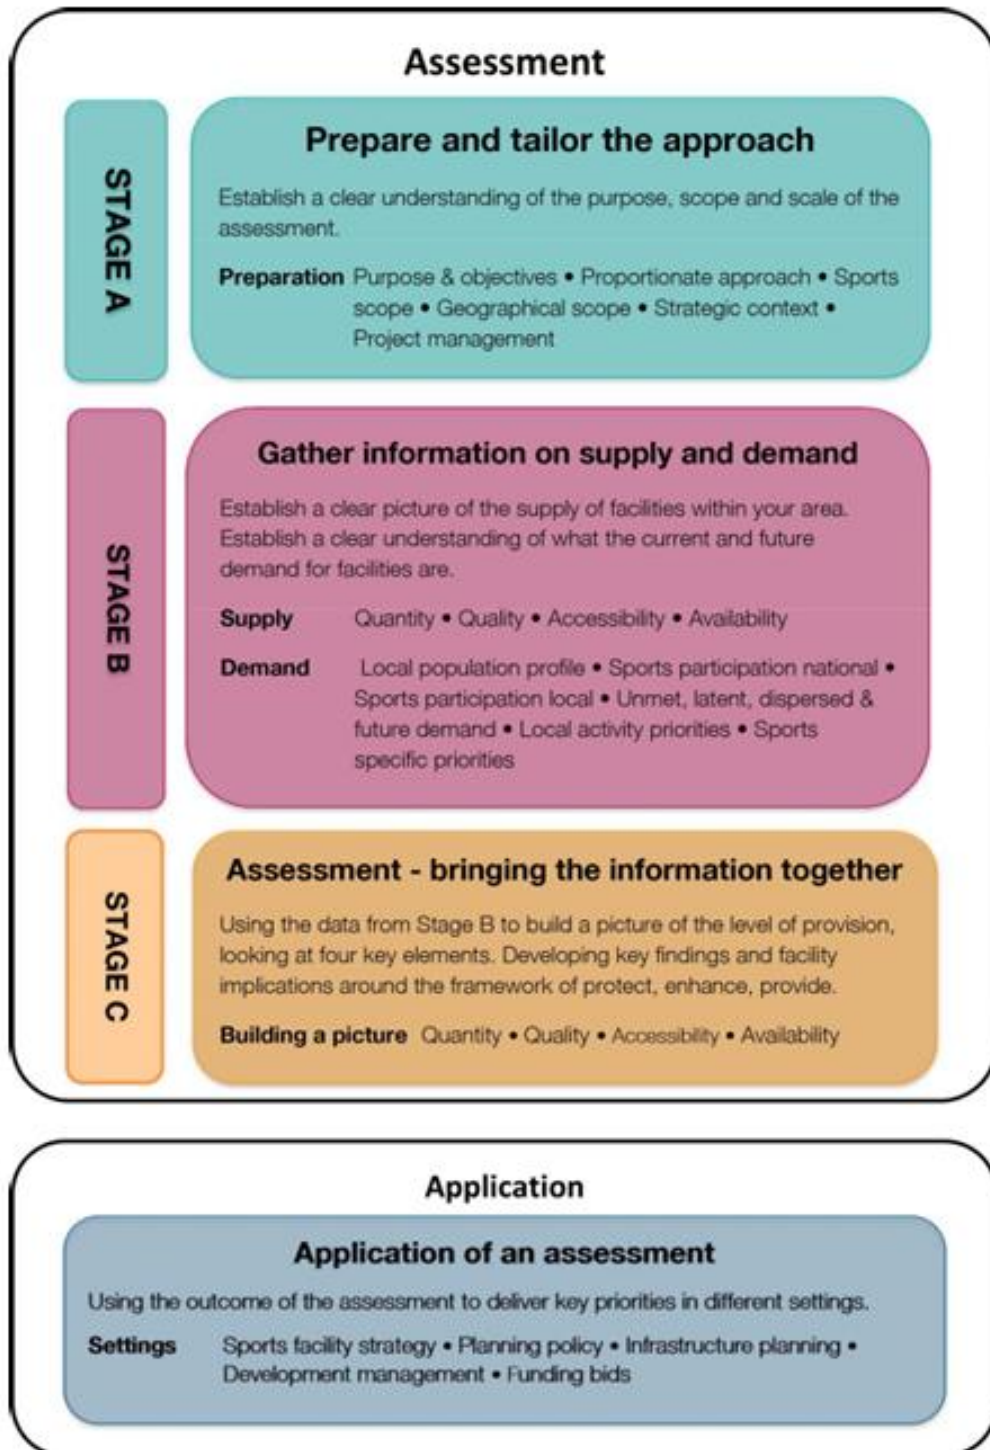 Assessment
STAGE A
Prepare and tailor the approach
Establish a clear understanding of the purpose, scope and scale of the
assessment.
Preparation Purpose & objectives • Proportionate approach • Sports
scope • Geographical scope • Strategic context •
Project management
STAGE B
Gather information on supply and demand
Establish a clear picture of the supply of facilities within your area.
Establish a clear understanding of what the current and future
demand for facilities are.
Supply Quantity • Quality • Accessibility • Availability
Demand Local population profile • Sports participation national •
Sports participation local • Unmet, latent, dispersed &
future demand • Local activity priorities • Sports
specific priorities
STAGE C
Assessment - bringing the information together
Using the data from Stage B to build a picture of the level of provision,
looking at four key elements. Developing key findings and facility
implications around the framework of protect, enhance, provide.
Building a picture Quantity • Quality • Accessibility • Availability
Application
Application of an assessment
Using the outcome of the assessment to deliver key priorities in different settings.
Settings Sports facility strategy • Planning policy • Infrastructure planning •
Development management • Funding bids